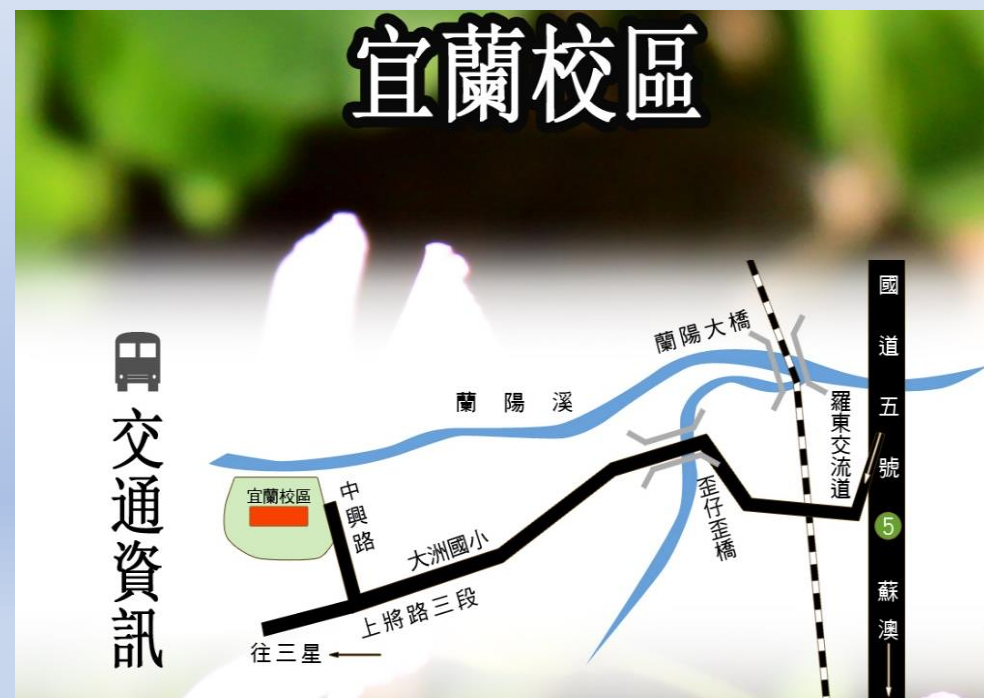 宜蘭校區
交通資訊
蘭陽大橋
蘭陽溪
國道五號
5
蘇澳
羅東交流道
歪仔歪橋
宜蘭校區
中興路
大洲國小
上將路三段
往三星